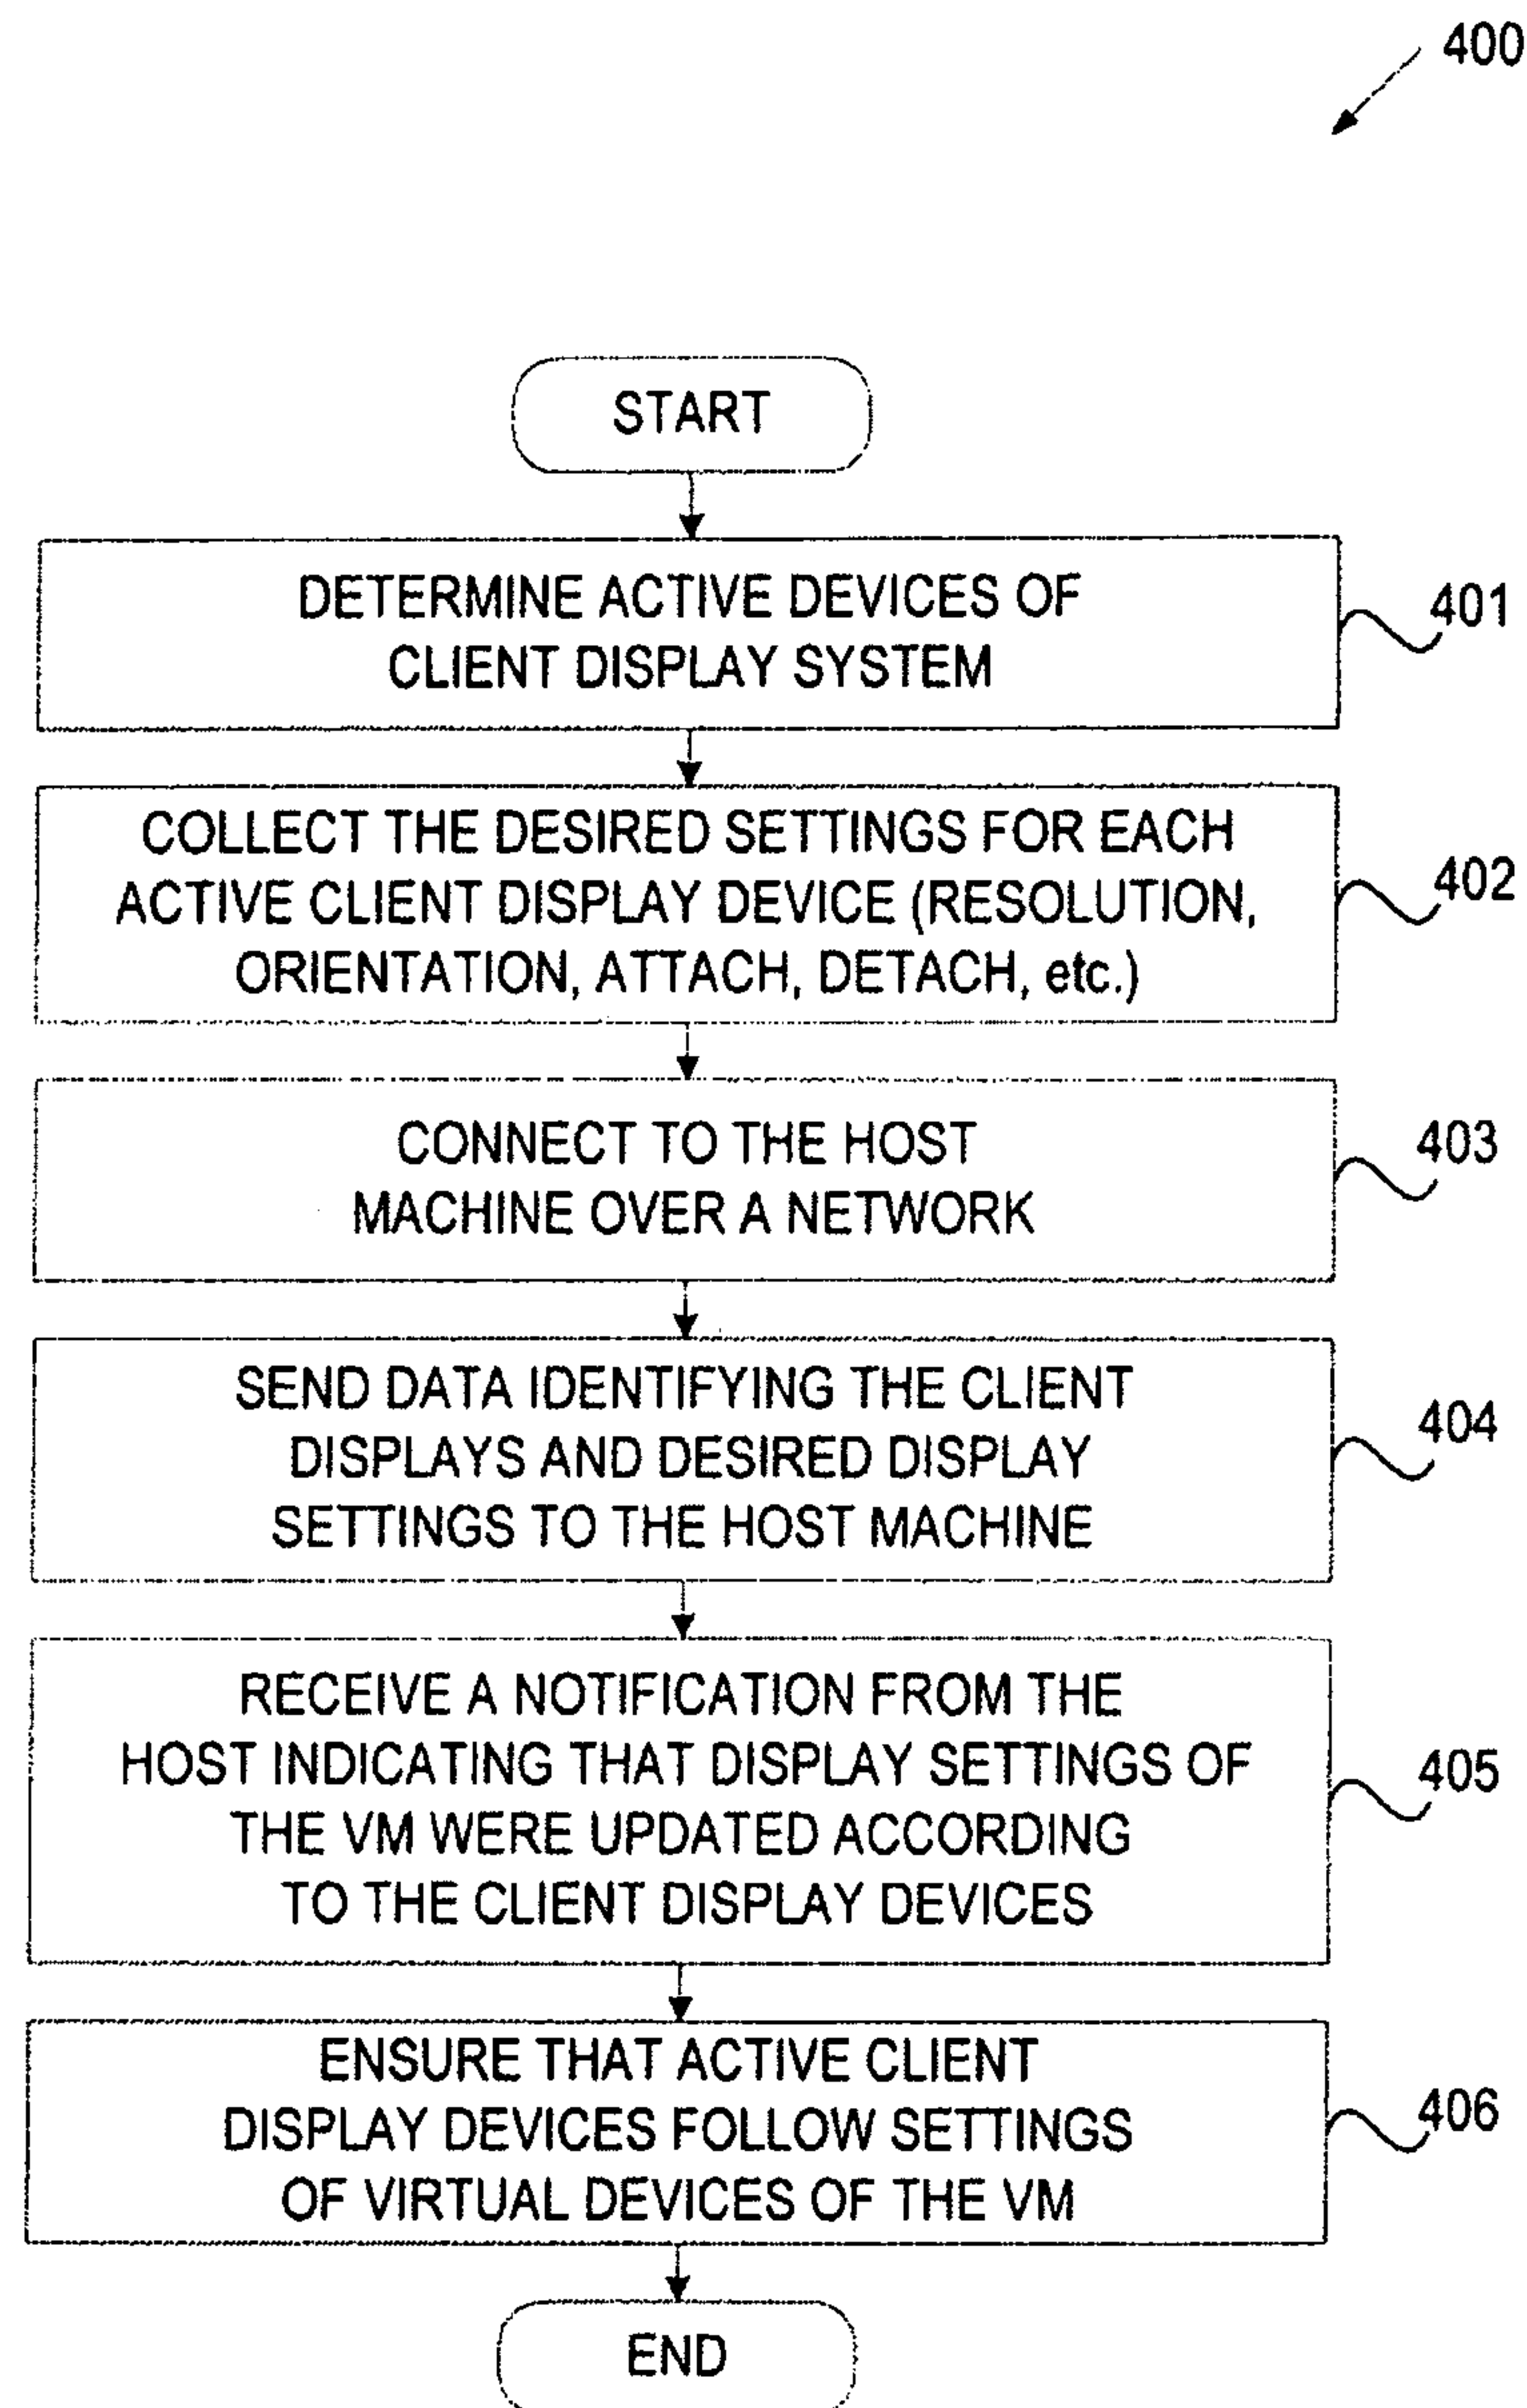 400
START
DETERMINE ACTIVE DEVICES OF
CLIENT DISPLAY SYSTEM
401
COLLECT THE DESIRED SETTINGS FOR EACH
ACTIVE CLIENT DISPLAY DEVICE (RESOLUTION,
ORIENTATION, ATTACH, DETACH, etc.)
402
CONNECT TO THE HOST
MACHINE OVER A NETWORK
403
SEND DATA IDENTIFYING THE CLIENT
DISPLAYS AND DESIRED DISPLAY
SETTINGS TO THE HOST MACHINE
404
RECEIVE A NOTIFICATION FROM THE
HOST INDICATING THAT DISPLAY SETTINGS OF
THE VM WERE UPDATED ACCORDING
TO THE CLIENT DISPLAY DEVICES
405
ENSURE THAT ACTIVE CLIENT
DISPLAY DEVICES FOLLOW SETTINGS
OF VIRTUAL DEVICES OF THE VM
406
END